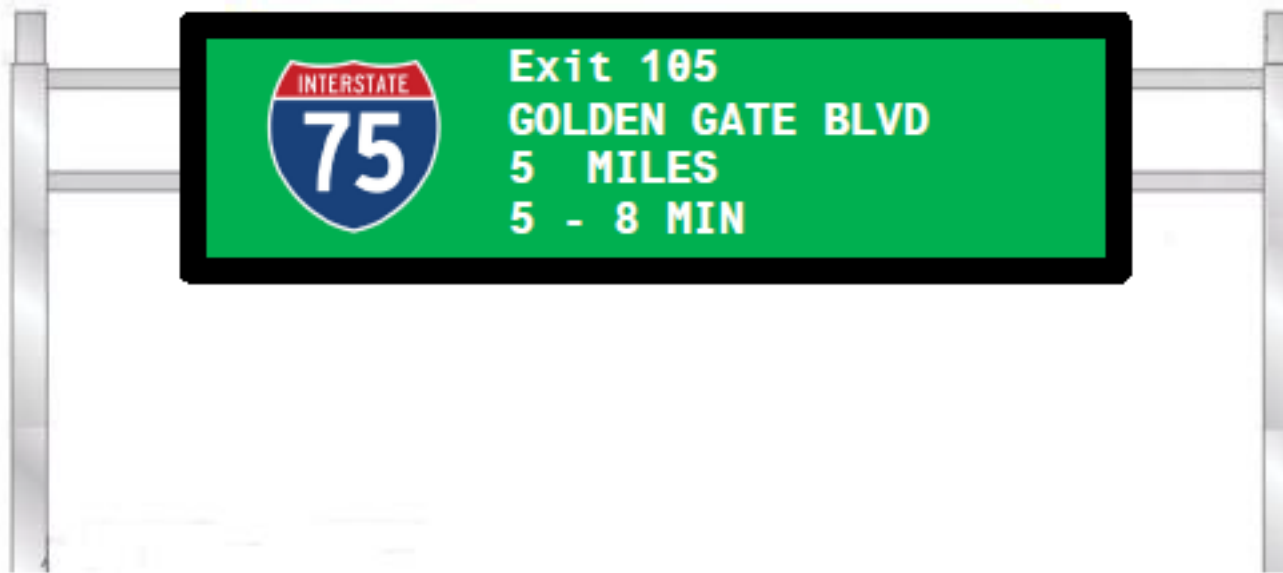 INTERSTATE
75
Exit 105
GOLDEN GATE BLVD
5  MILES
5 - 8 MIN